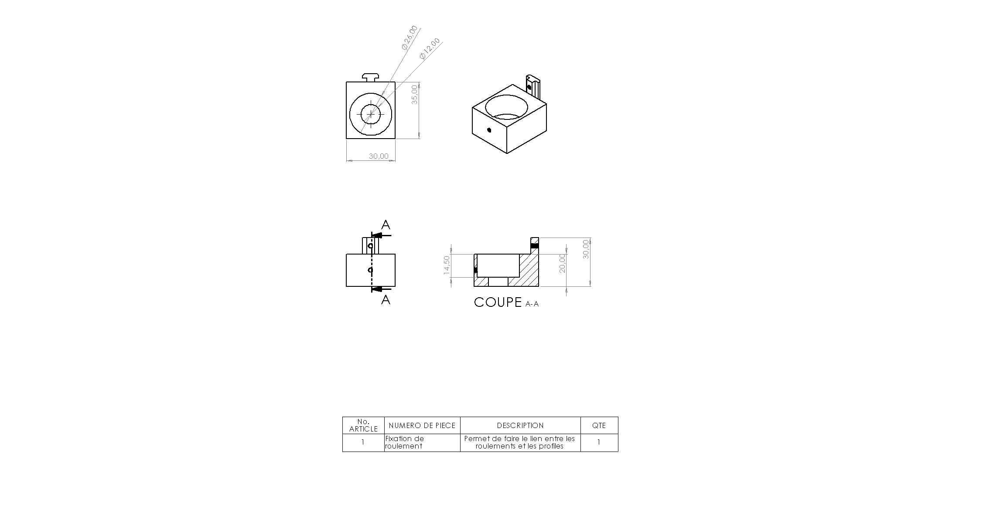 Ø26,00
Ø12,00
35,00
30,00
A
A
14,50
20,00
30,00
COUPE A-A
No. ARTICLE
NUMERO DE PIECE
DESCRIPTION
QTE
1
Fixation de
roulement
Permet de faire le lien entre les
roulements et les profiles
1